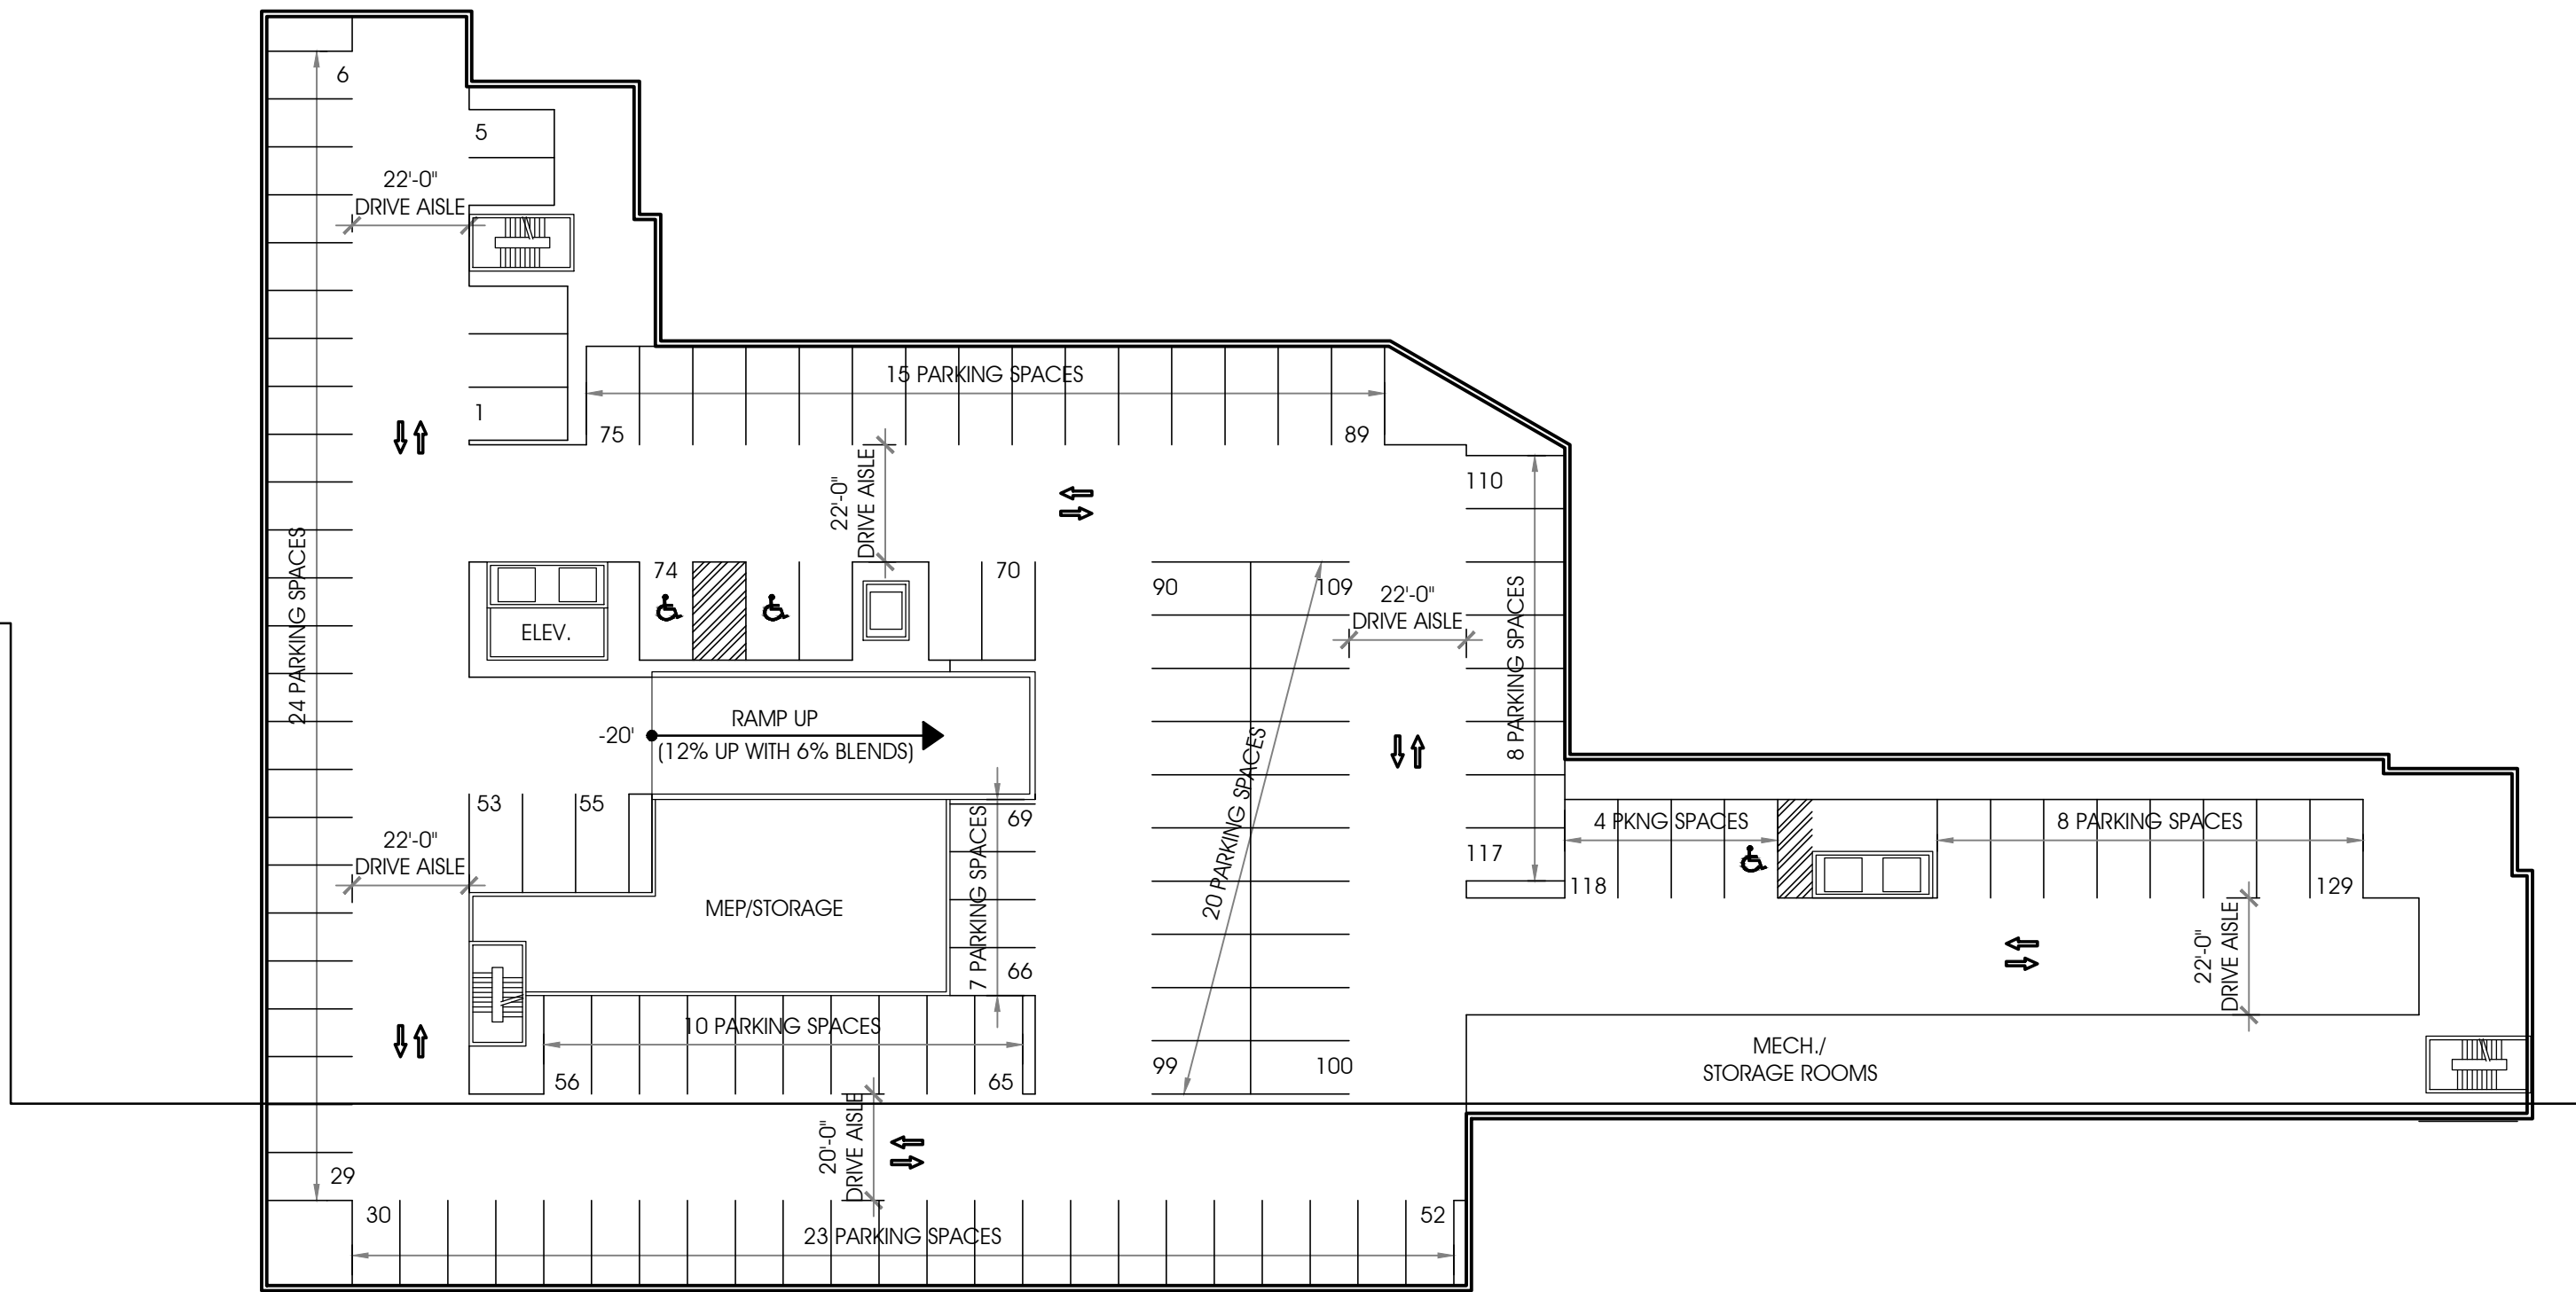 6
5
22'-0"
DRIVE AISLE
1
15 PARKING SPACES
75
89
22'-0"
DRIVE AISLE
110
24 PARKING SPACES
74
70
90
109
22'-0"
DRIVE AISLE
8 PARKING SPACES
ELEV.
-20'
RAMP UP
(12% UP WITH 6% BLENDS)
53
55
69
20 PARKING SPACES
117
4 PKNG SPACES
8 PARKING SPACES
22'-0"
DRIVE AISLE
7 PARKING SPACES
118
129
MEP/STORAGE
66
22'-0"
DRIVE AISLE
10 PARKING SPACES
56
65
99
100
MECH./
STORAGE ROOMS
20'-0"
DRIVE AISLE
29
30
52
23 PARKING SPACES